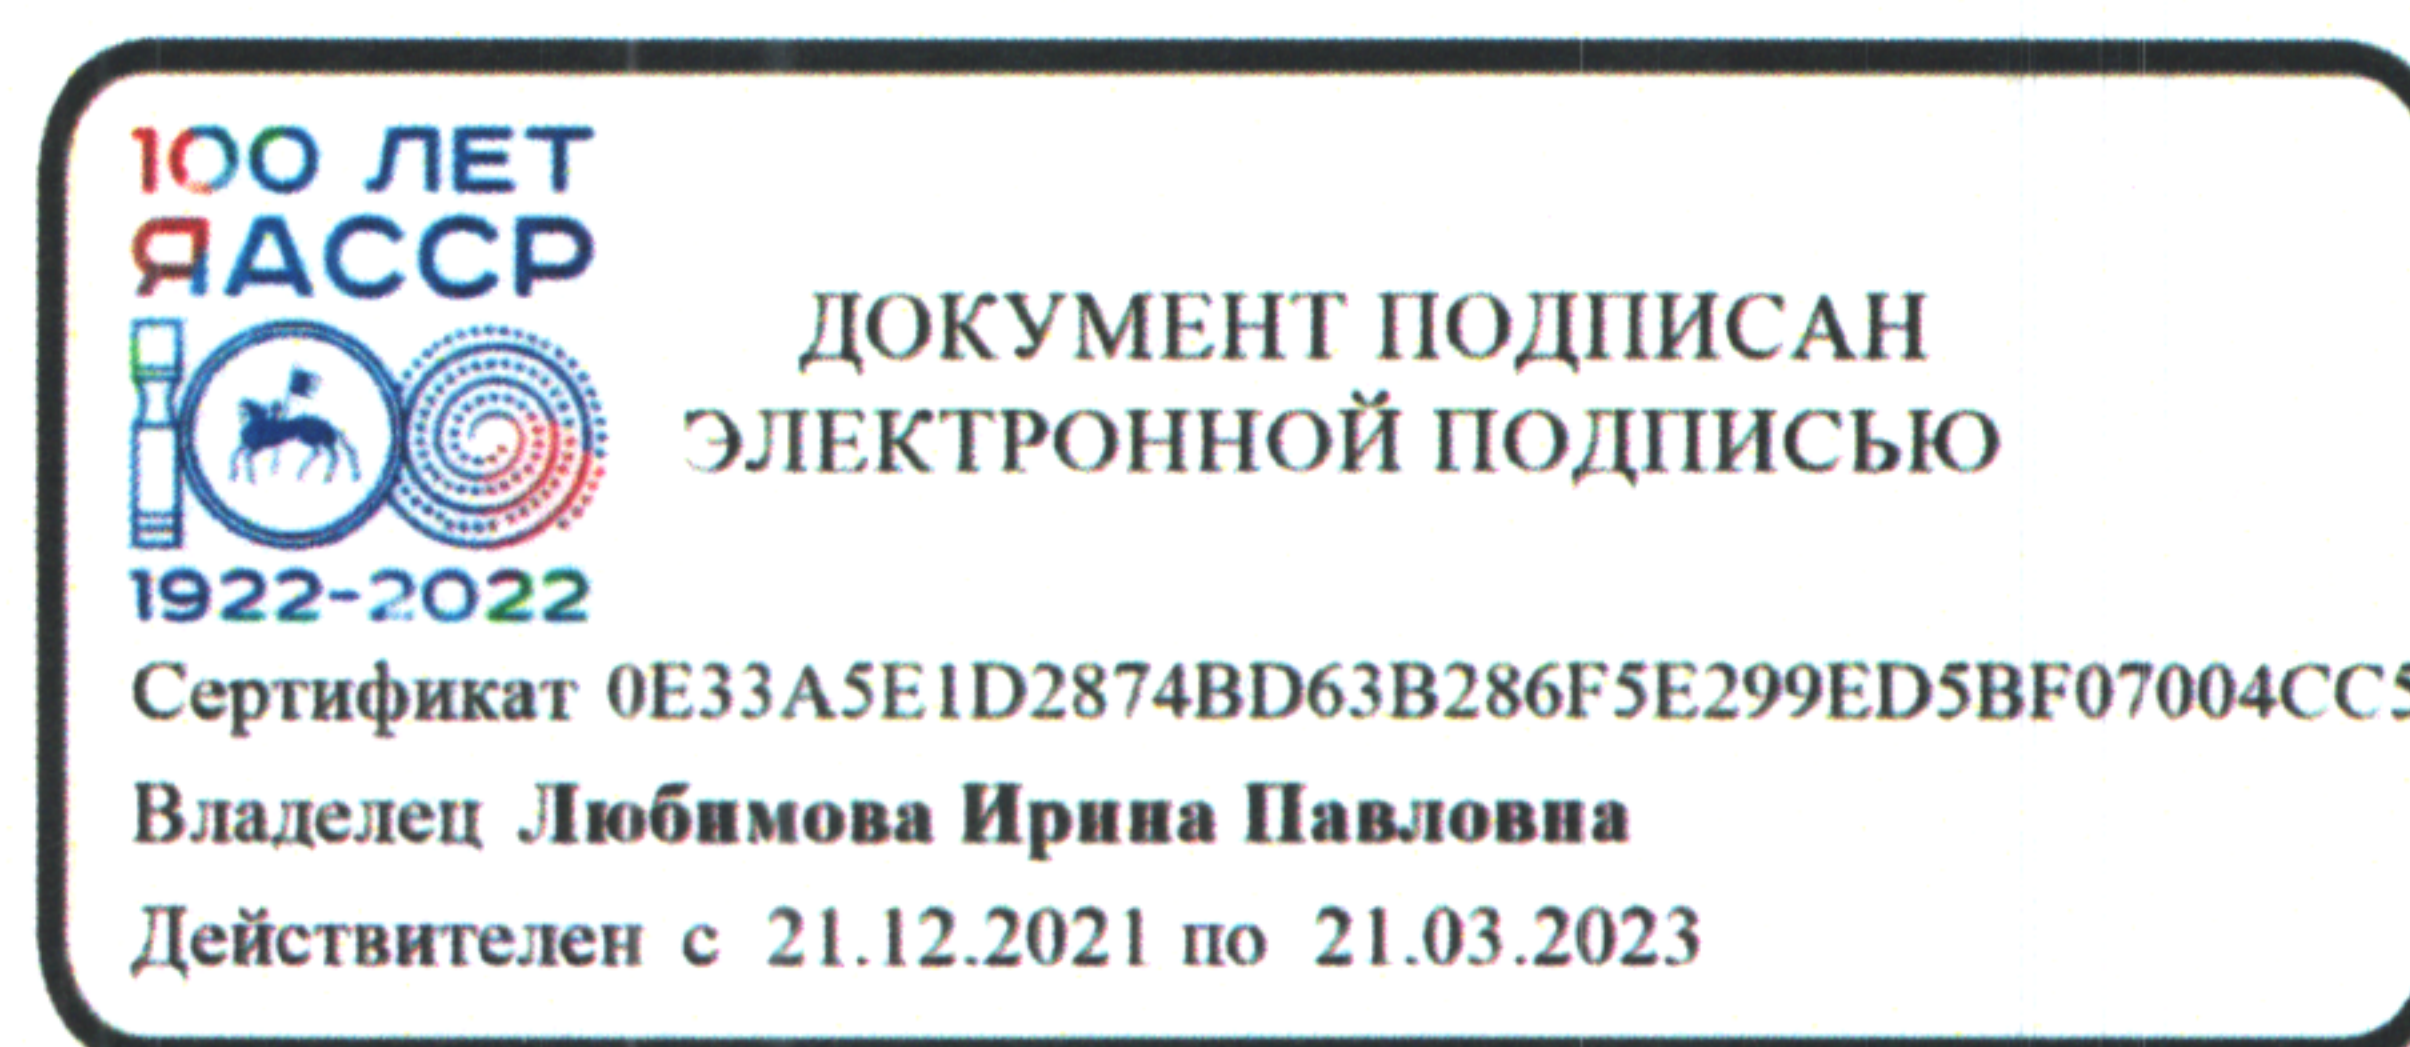 100 ЛЕТ
ЯАССР
1922-2022
ДОКУМЕНТ ПОДПИСАН
ЭЛЕКТРОННОЙ ПОДПИСЬЮ
Сертификат 0E33A5E1D2874BD63B286F5E299ED5BF07004CC5
Владелец Любимова Ирина Павловна
Действителен с 21.12.2021 по 21.03.2023